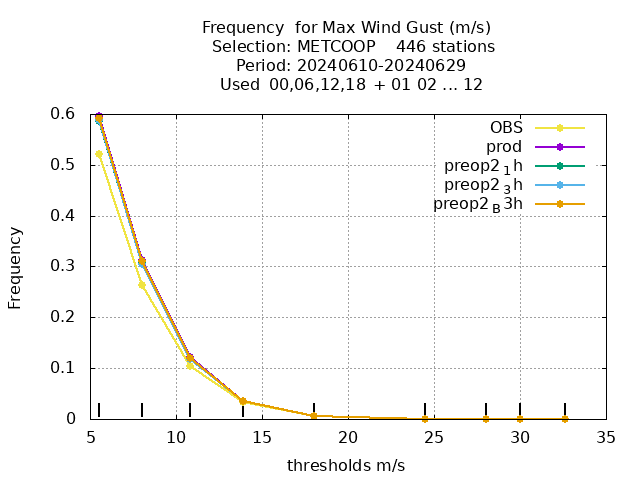 Frequency  for Max Wind Gust (m/s)
Selection: METCOOP    446 stations
Period: 20240610-20240629
Used  00,06,12,18  + 01 02 ... 12
OBS
prod
preop2 1h
preop2 3h
preop2 B3h
Frequency
0.6
0.5
0.4
0.3
0.2
0.1
0
5 10 15 20 25 30 35
thresholds m/s